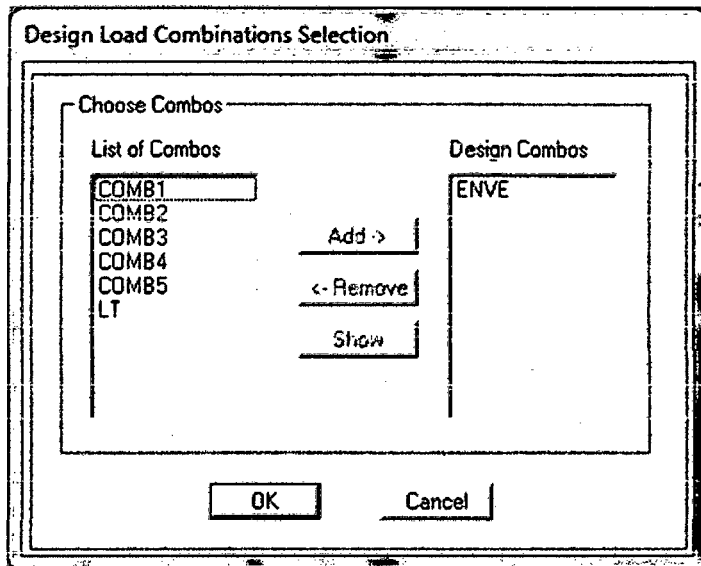 Design Load Combinations Selection
Choose Combos
List of Combos
Design Combos
COMB1
COMB2
COMB3
COMB4
COMB5
LT
Add ->
<- Remove
Show
ENVE
OK
Cancel